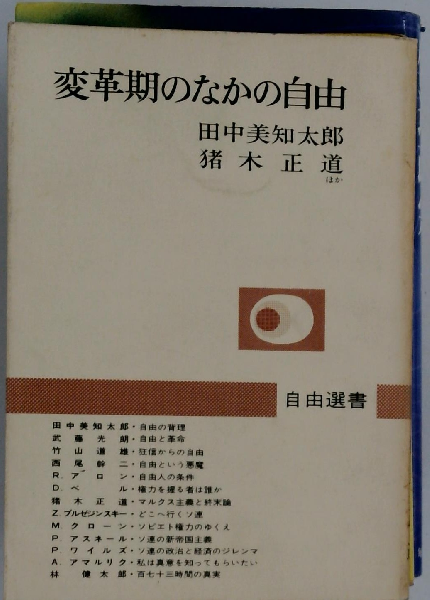 変革期のなかの自由
田中美知太郎
猪木正道
ほか
自由選書
田中美知太郎・自由の背理
武藤光朗・自由と革命
竹山道雄・狂信からの自由
西尾幹二・自由という悪魔
R.アロン・自由人の条件
D.ベル・権力を握る者は誰か
猪木正道・マルクス主義と終末論
Z.ブルゼジンスキー・どこへ行くソ連
M.クローン・ソビエト権力のゆくえ
P.アスネール・ソ連の新帝国主義
P.ワイルズ・ソ連の政治と経済のジレンマ
A.アマルリク・私は真意を知ってもらいたい
林健太郎・百七十三時間の真実